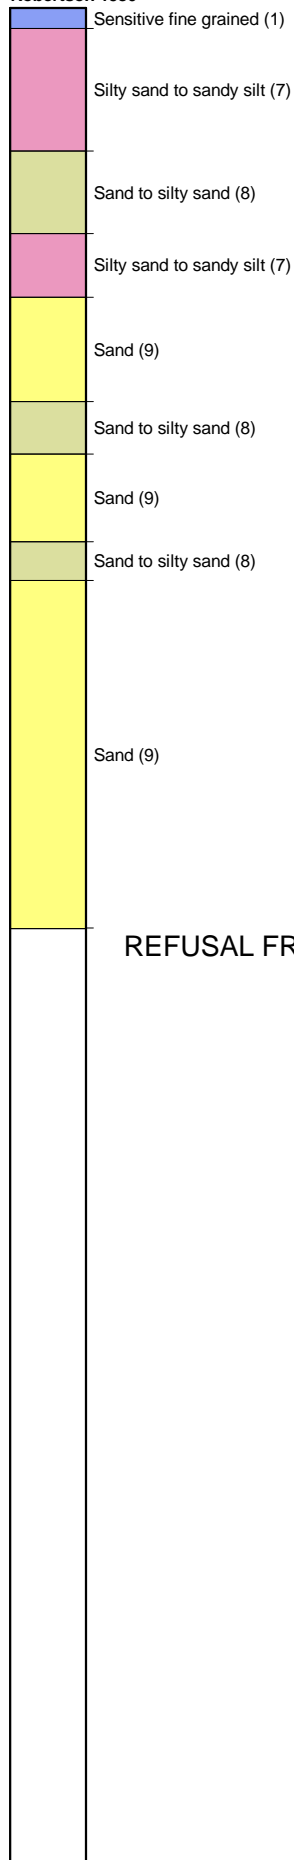 Sensitive fine grained (1)
Silty sand to sandy silt (7)
Sand to silty sand (8)
Silty sand to sandy silt (7)
Sand (9)
Sand to silty sand (8)
Sand (9)
Sand to silty sand (8)
Sand (9)
REFUSAL FR